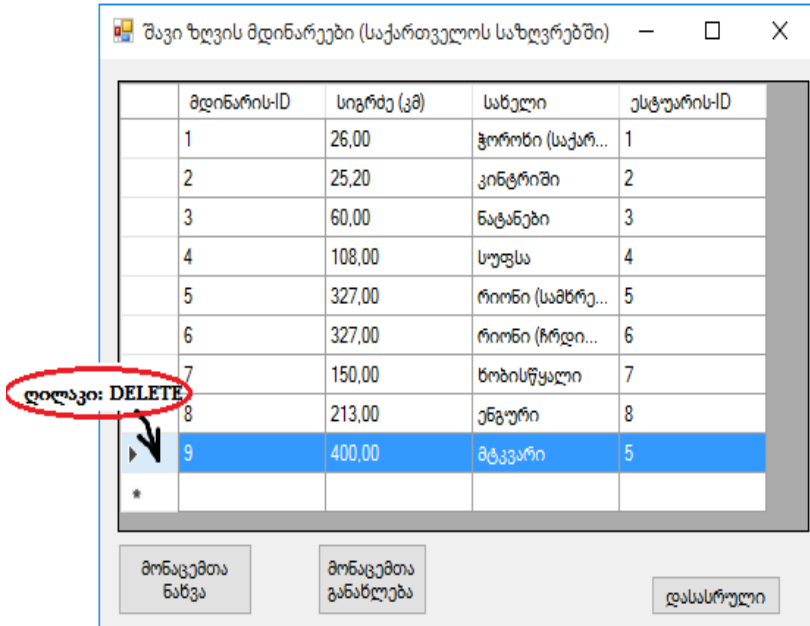 შავი ზღვის მდინარეები (საქართველოს საზღვრებში)
მდინარის-ID სიგრძე (კმ) სახელი ესტუარის-ID
1 26,00 ჭოროხი (საქარ... 1
2 25,20 კინტრიში 2
3 60,00 ნატანები 3
4 108,00 სუფსა 4
5 327,00 რიონი (სამხრე... 5
6 327,00 რიონი (ჩრდი... 6
7 150,00 ხობისწყალი 7
ღილაკი: DELETE
8 213,00 ენგური 8
9 400,00 მტკვარი 5
მონაცემთა
ნახვა
მონაცემთა
განახლება
დასასრული